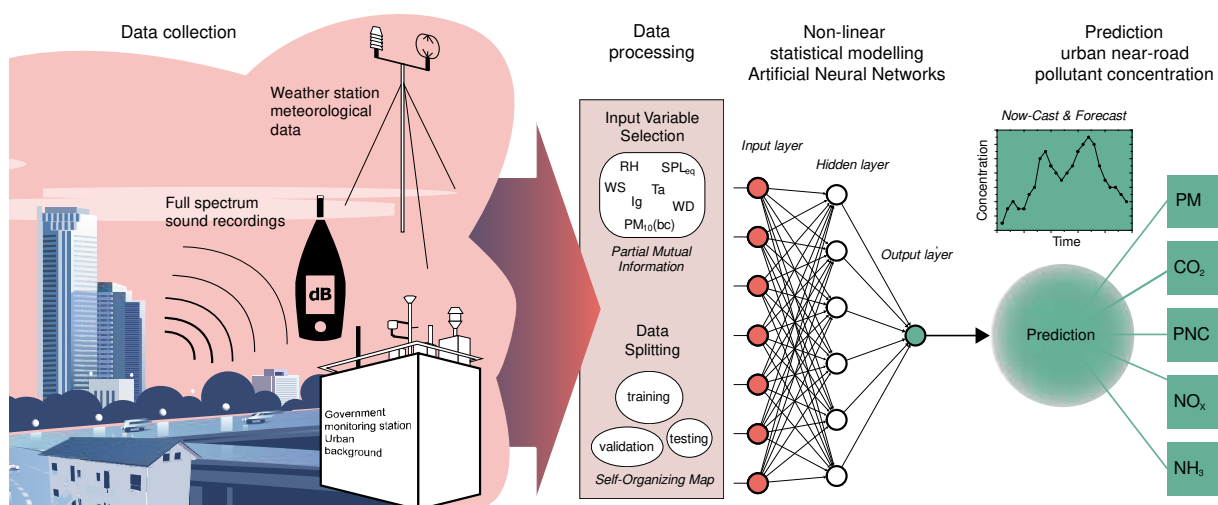 Data collection
Weather station
meteorological
data
Full spectrum
sound recordings
dB
Government
monitoring station
Urban
background
Data
processing
Input Variable
Selection
RH SPLeq
WS Ta
Ig WD
PM₁₀(bc)
Partial Mutual
Information
Data
Splitting
training
validation testing
Self-Organizing Map
Non-linear
statistical modelling
Artificial Neural Networks
Input layer
Hidden layer
Output layer
Prediction
urban near-road
pollutant concentration
Now-Cast & Forecast
Concentration
Time
Prediction
PM
CO₂
PNC
NOₓ
NH₃